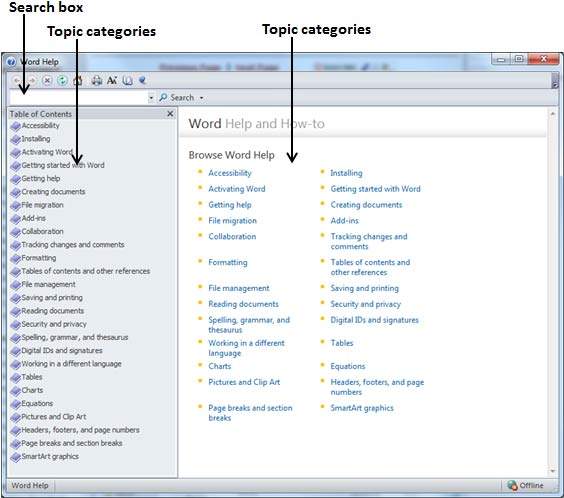 Search box
Topic categories
Topic categories
Word Help
Search
Table of Contents
Accessibility
Installing
Activating Word
Getting started with Word
Getting help
Creating documents
File migration
Add-ins
Collaboration
Tracking changes and comments
Formatting
Tables of contents and other references
File management
Saving and printing
Reading documents
Security and privacy
Spelling, grammar, and thesaurus
Digital IDs and signatures
Working in a different language
Tables
Charts
Equations
Pictures and Clip Art
Headers, footers, and page numbers
Page breaks and section breaks
SmartArt graphics
Word Help and How-to
Browse Word Help
Accessibility
Installing
Activating Word
Getting started with Word
Getting help
Creating documents
File migration
Add-ins
Collaboration
Tracking changes and
comments
Formatting
Tables of contents and
other references
File management
Saving and printing
Reading documents
Security and privacy
Spelling, grammar, and
thesaurus
Digital IDs and signatures
Working in a different
language
Tables
Charts
Equations
Pictures and Clip Art
Headers, footers, and page
numbers
Page breaks and section
breaks
SmartArt graphics
Word Help
Offline